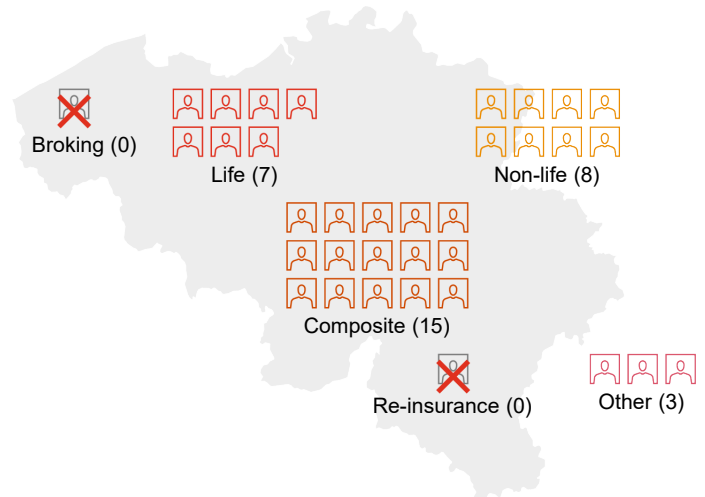 Broking (0)
Life (7)
Non-life (8)
Composite (15)
Re-insurance (0)
Other (3)